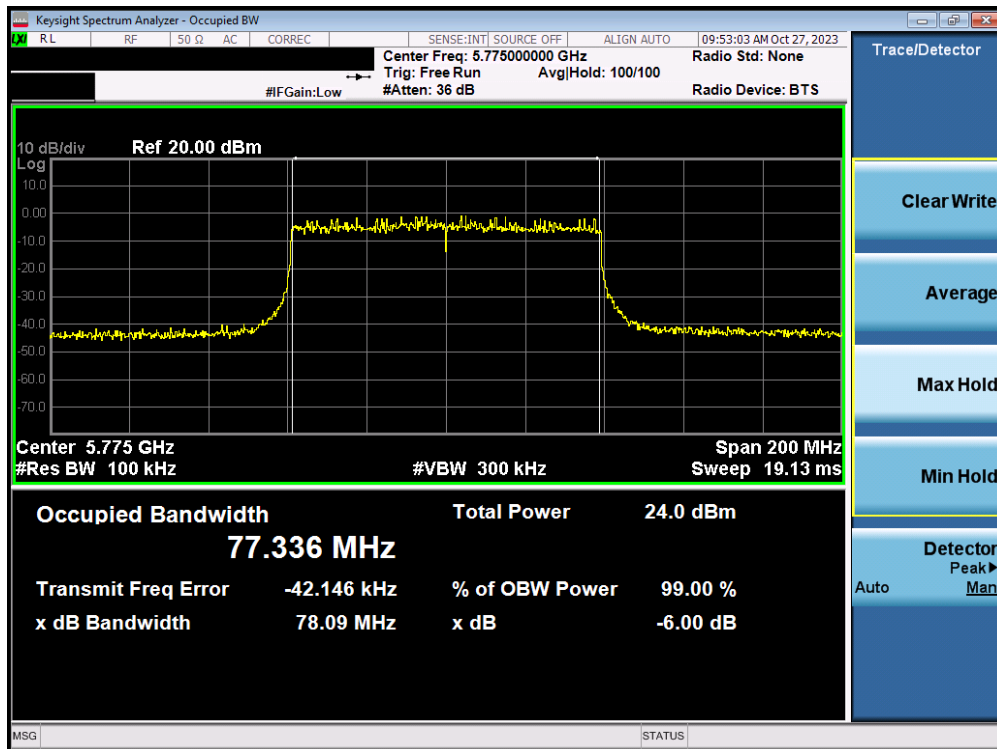 Keysight Spectrum Analyzer - Occupied BW
LXI RL RF 50 Ω AC CORREC SENSE:INT SOURCE OFF ALIGN AUTO 09:53:03 AM Oct 27, 2023
Center Freq: 5.775000000 GHz Radio Std: None
Trig: Free Run Avg|Hold: 100/100
#IFGain:Low #Atten: 36 dB Radio Device: BTS
Trace/Detector
10 dB/div Ref 20.00 dBm
Log
10.0
0.00
-10.0
-20.0
-30.0
-40.0
-50.0
-60.0
-70.0
Center 5.775 GHz Span 200 MHz
#Res BW 100 kHz #VBW 300 kHz Sweep 19.13 ms
Occupied Bandwidth Total Power 24.0 dBm
77.336 MHz
Transmit Freq Error -42.146 kHz % of OBW Power 99.00 %
x dB Bandwidth 78.09 MHz x dB -6.00 dB
Clear Write
Average
Max Hold
Min Hold
Detector
Peak▶
Auto Man
MSG STATUS